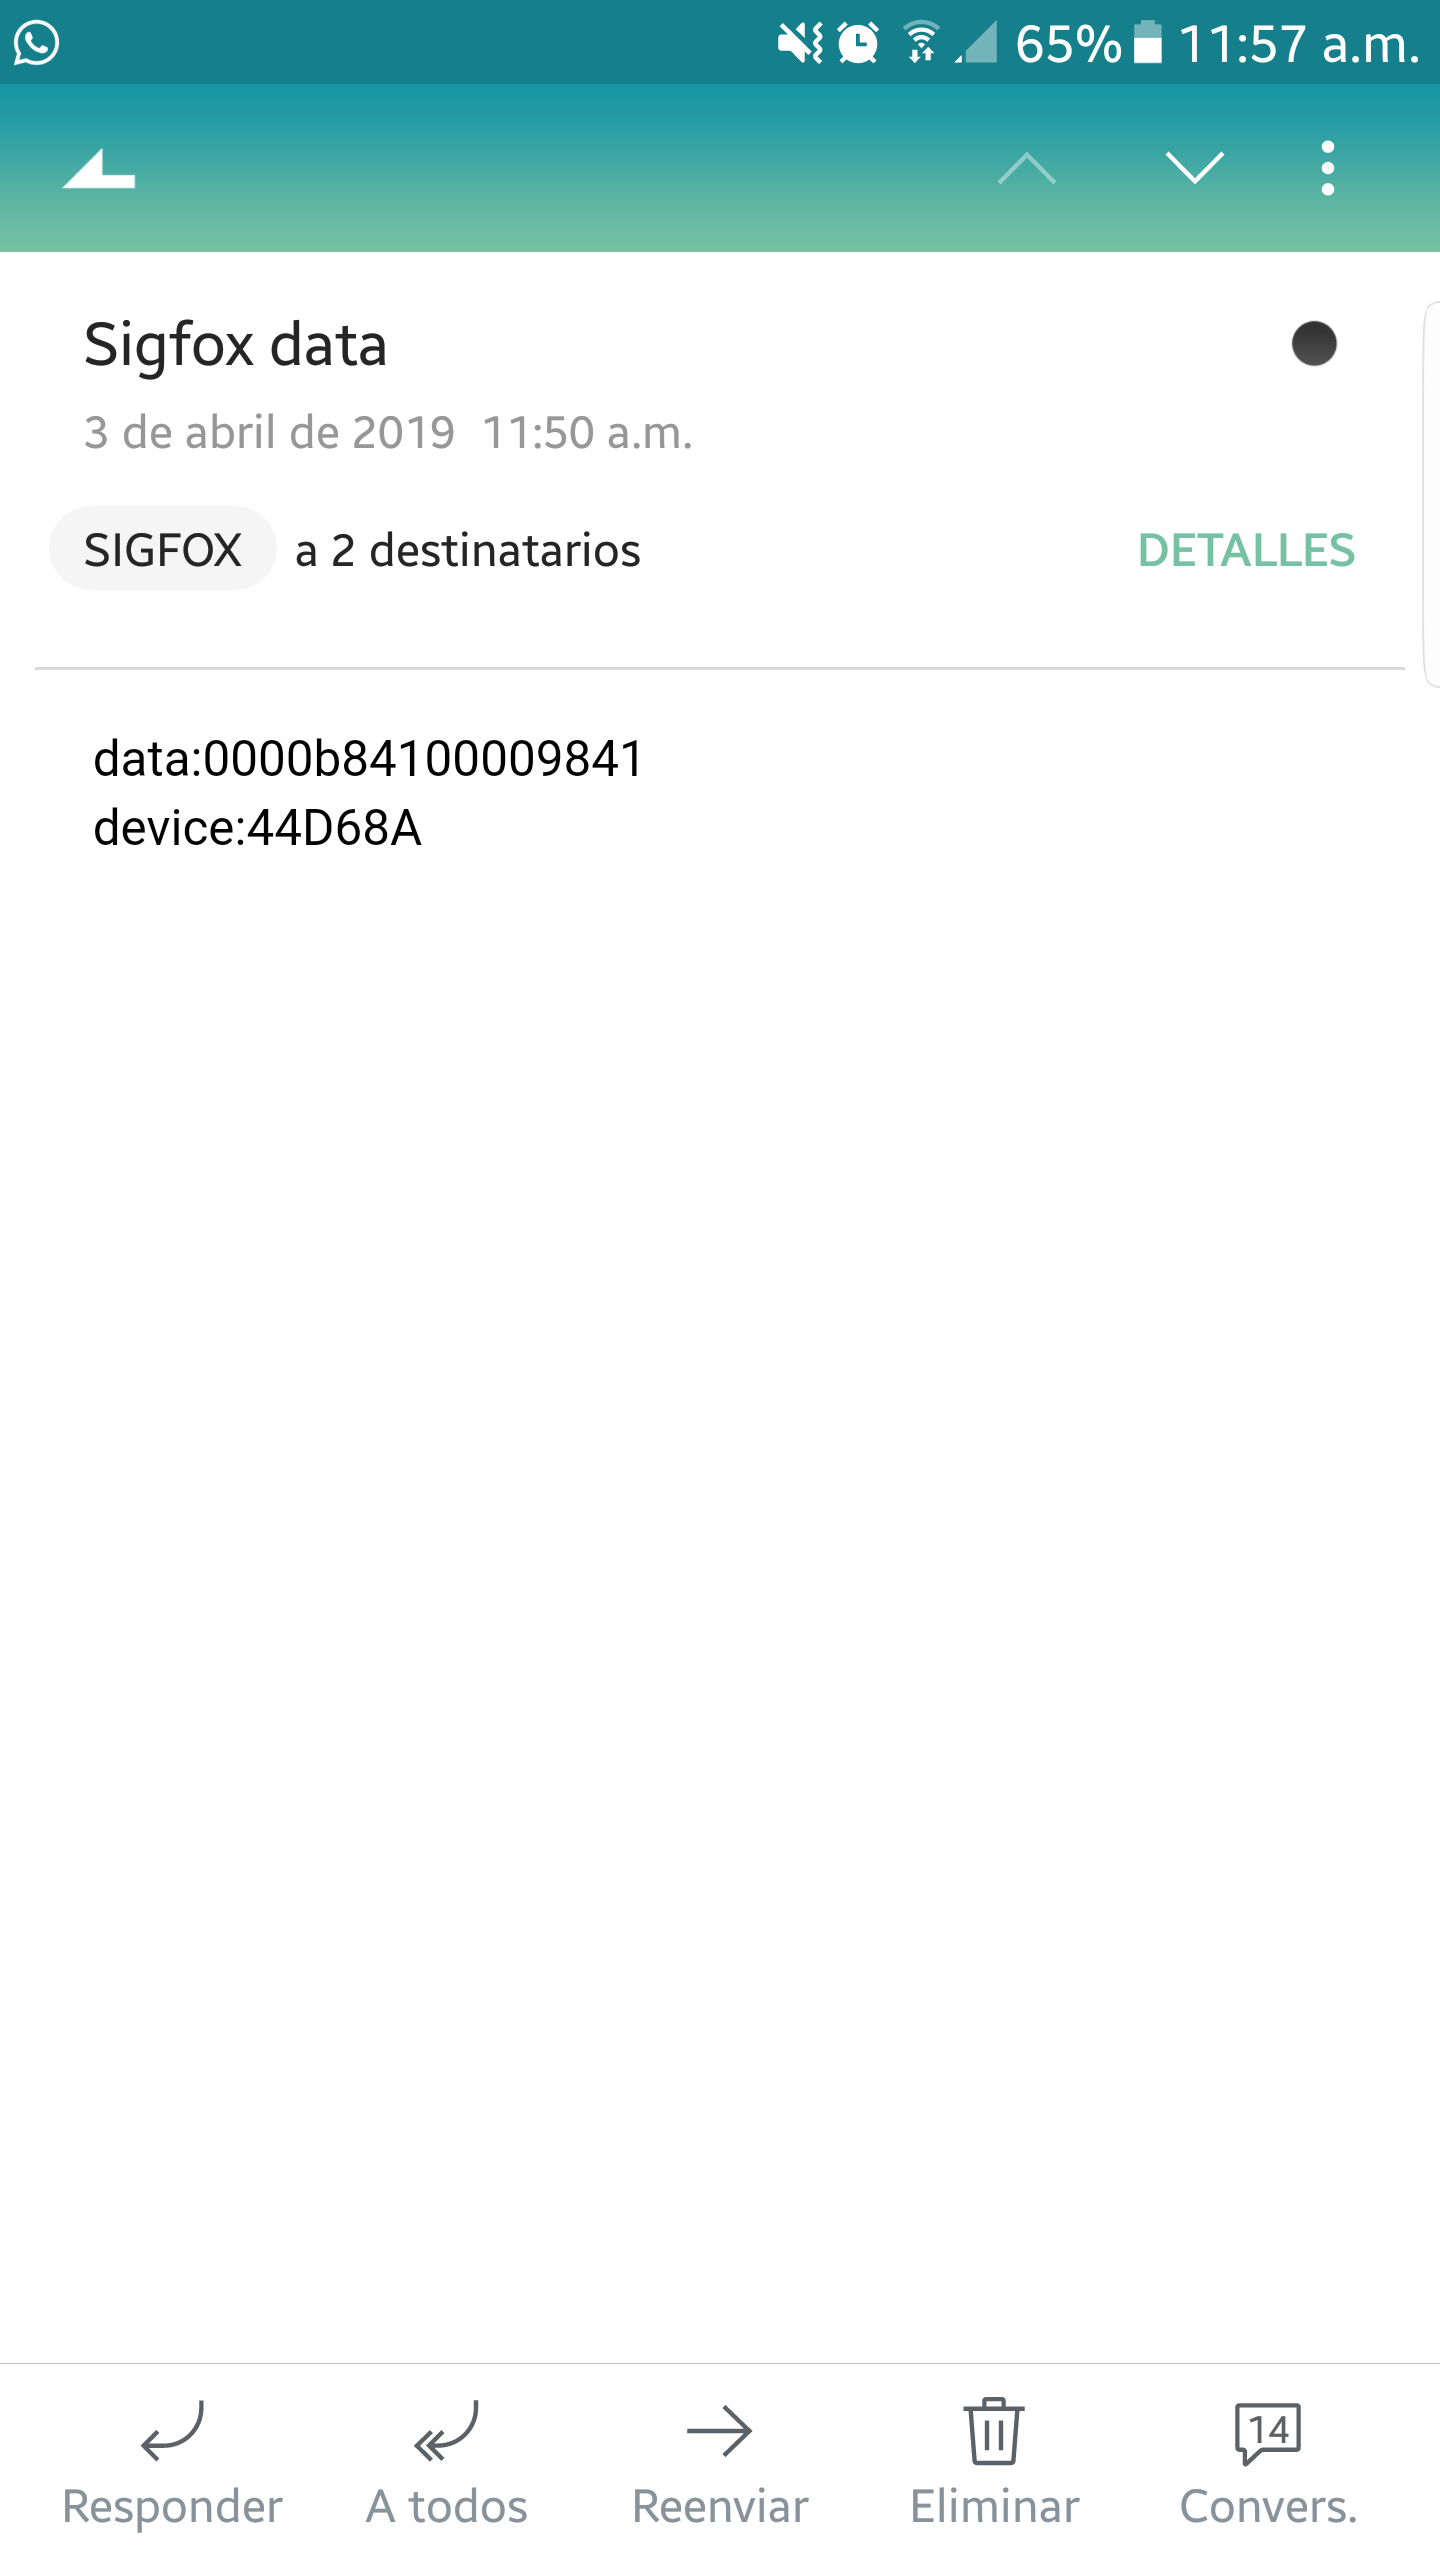 65% 11:57 a.m.
Sigfox data
3 de abril de 2019 11:50 a.m.
SIGFOX a 2 destinatarios DETALLES
data:0000b84100009841
device:44D68A
14
Responder A todos Reenviar Eliminar Convers.